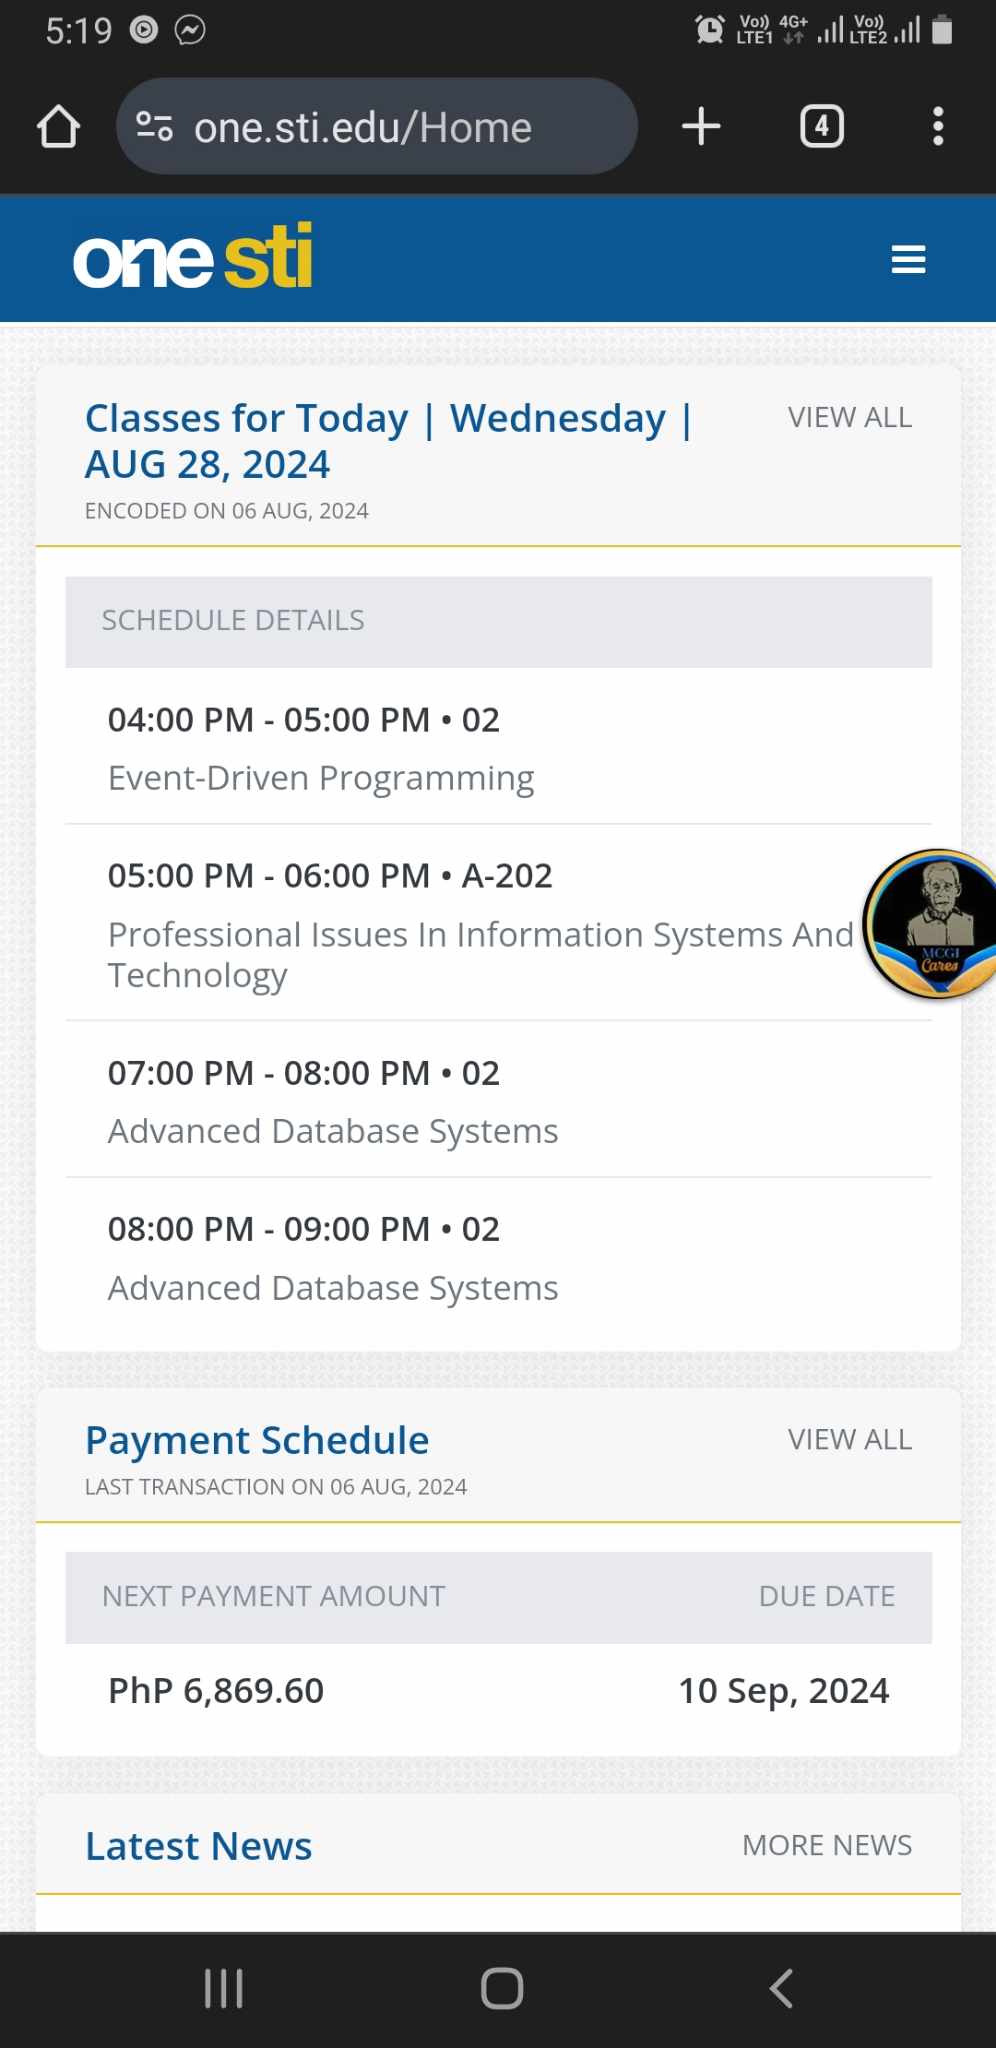 5:19
Vo)) 4G+ Vo))
LTE1 LTE2
one.sti.edu/Home
4
one sti
Classes for Today | Wednesday |
AUG 28, 2024
VIEW ALL
ENCODED ON 06 AUG, 2024
SCHEDULE DETAILS
04:00 PM - 05:00 PM • 02
Event-Driven Programming
05:00 PM - 06:00 PM • A-202
Professional Issues In Information Systems And
Technology
MCGI
Cares
07:00 PM - 08:00 PM • 02
Advanced Database Systems
08:00 PM - 09:00 PM • 02
Advanced Database Systems
Payment Schedule
VIEW ALL
LAST TRANSACTION ON 06 AUG, 2024
NEXT PAYMENT AMOUNT DUE DATE
PhP 6,869.60 10 Sep, 2024
Latest News MORE NEWS